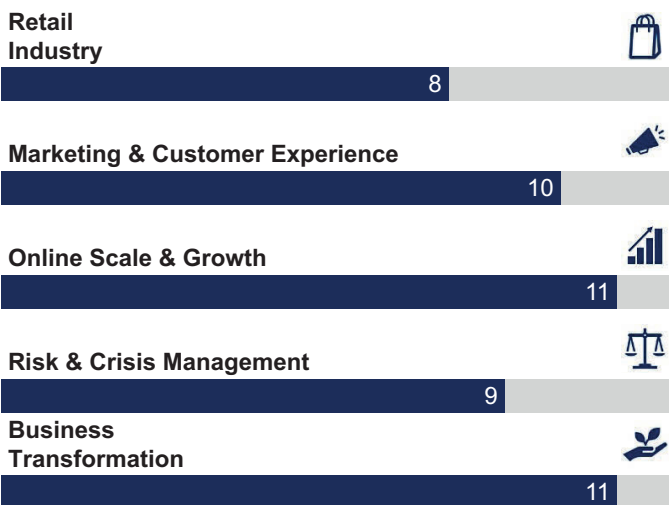 Retail
Industry
8
Marketing & Customer Experience
10
Online Scale & Growth
11
Risk & Crisis Management
9
Business
Transformation
11